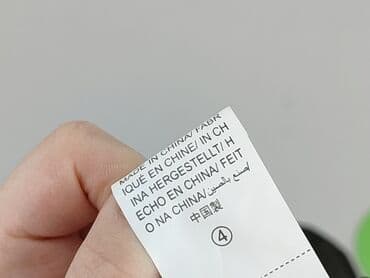 MADE IN CHINA/ FABR
IQUÉ EN CHINE/ IN CH
INA HERGESTELLT/ H
ECHO EN CHINA/ FEIT
O NA CHINA/ صنع بالصين/
中国製
④